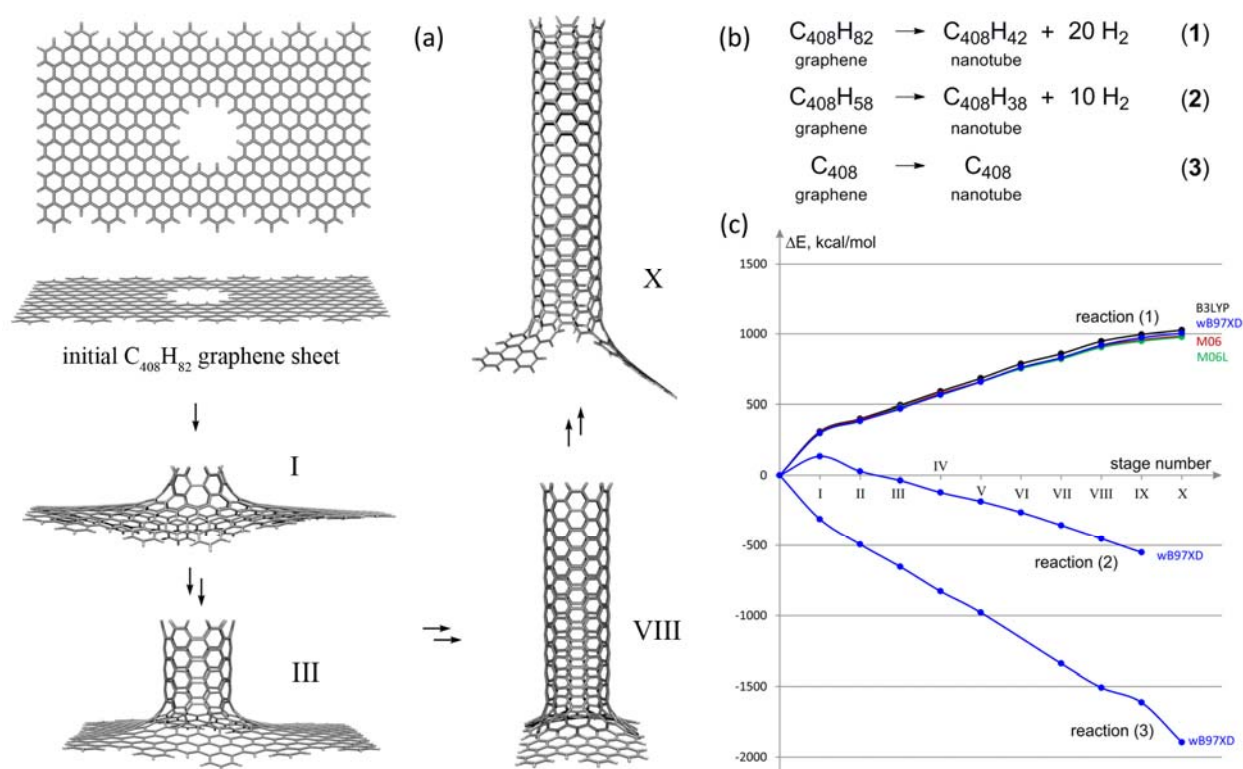 (a)
initial C₄₀₈H₈₂ graphene sheet
I
III
VIII
X
(b)
C₄₀₈H₈₂ → C₄₀₈H₄₂ + 20 H₂ (1)
graphene nanotube
C₄₀₈H₅₈ → C₄₀₈H₃₈ + 10 H₂ (2)
graphene nanotube
C₄₀₈ → C₄₀₈ (3)
graphene nanotube
(c)
ΔE, kcal/mol
1500
1000
500
0
-500
-1000
-1500
-2000
reaction (1)
B3LYP
wB97XD
M06
M06L
stage number
I II III IV V VI VII VIII IX X
reaction (2)
wB97XD
reaction (3)
wB97XD